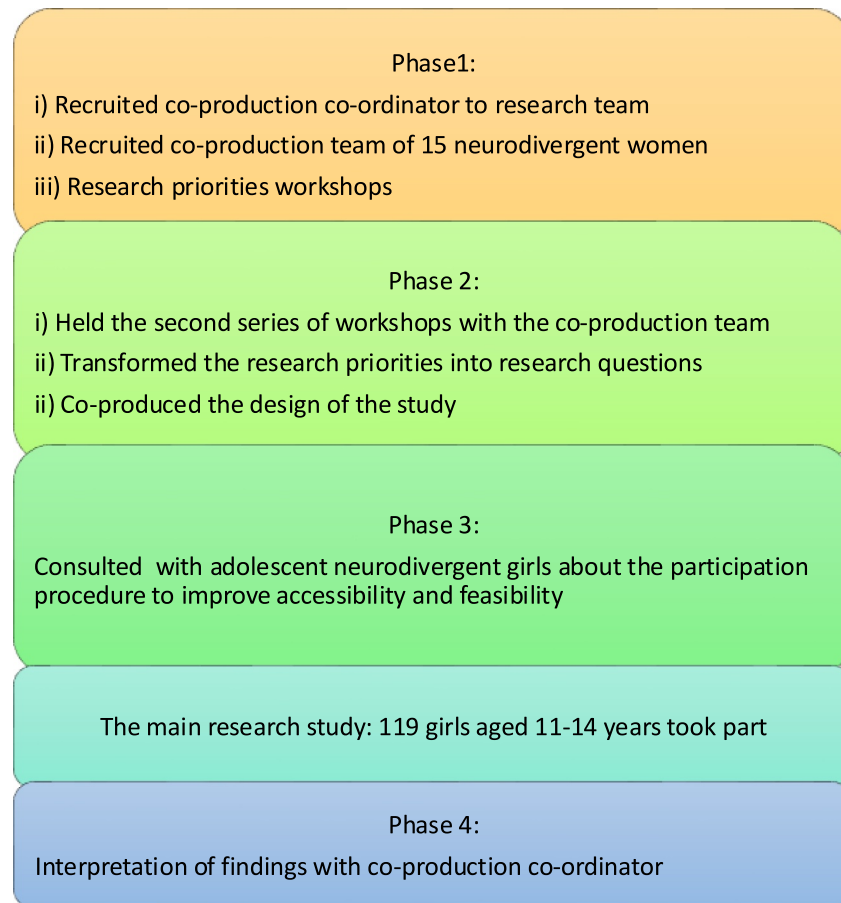 Phase1:
i) Recruited co-production co-ordinator to research team
ii) Recruited co-production team of 15 neurodivergent women
iii) Research priorities workshops
Phase 2:
i) Held the second series of workshops with the co-production team
ii) Transformed the research priorities into research questions
ii) Co-produced the design of the study
Phase 3:
Consulted  with adolescent neurodivergent girls about the participation
procedure to improve accessibility and feasibility
The main research study: 119 girls aged 11-14 years took part
Phase 4:
Interpretation of findings with co-production co-ordinator